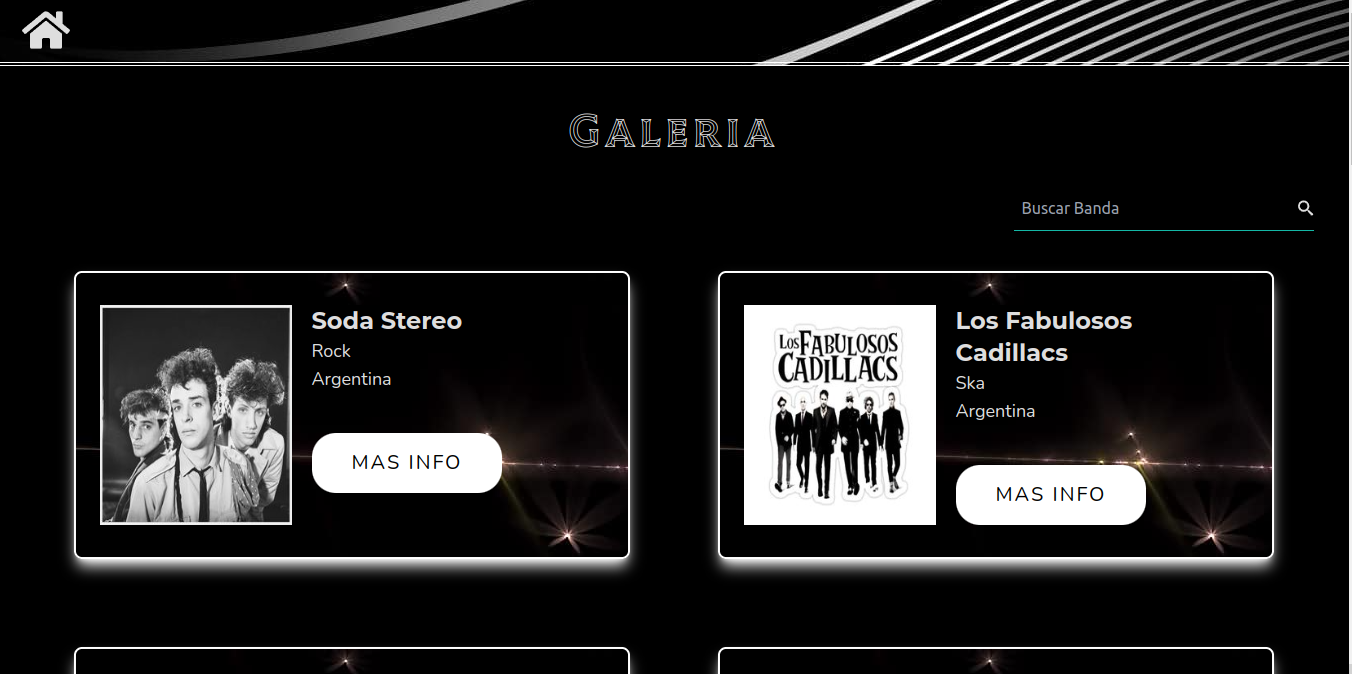 GALERIA
Buscar Banda
Soda Stereo
Rock
Argentina
MAS INFO
LOS FABULOSOS
CADILLACS
Los Fabulosos
Cadillacs
Ska
Argentina
MAS INFO